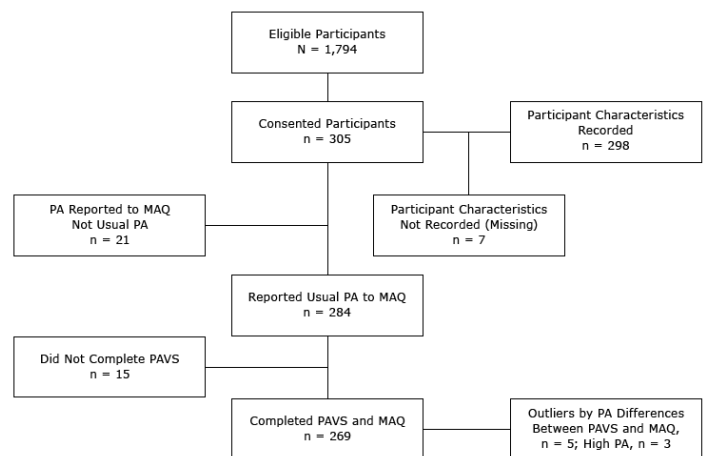 Eligible Participants
N = 1,794
Consented Participants
n = 305
Participant Characteristics
Recorded
n = 298
PA Reported to MAQ
Not Usual PA
n = 21
Participant Characteristics
Not Recorded (Missing)
n = 7
Reported Usual PA to MAQ
n = 284
Did Not Complete PAVS
n = 15
Completed PAVS and MAQ
n = 269
Outliers by PA Differences
Between PAVS and MAQ,
n = 5; High PA, n = 3